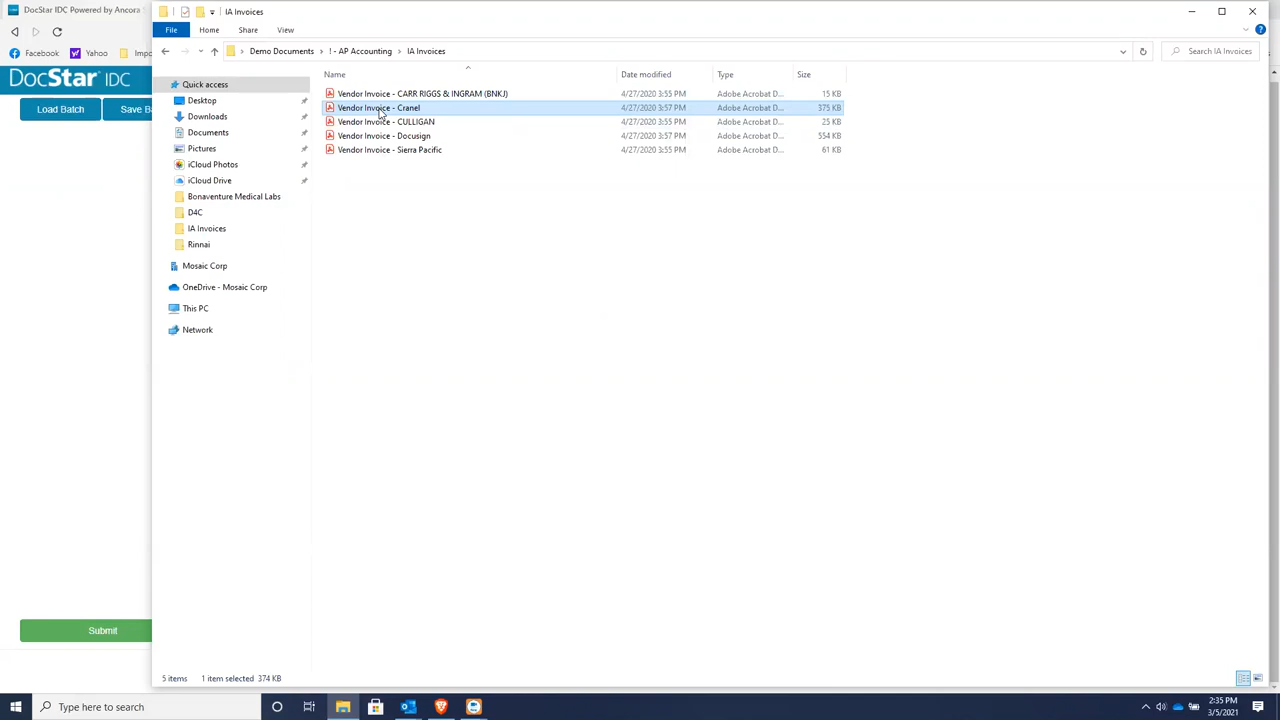 DocStar IDC Powered by Ancora S
IA Invoices
File
Home
Share
View
Demo Documents
! - AP Accounting
IA Invoices
Search IA Invoices
Facebook
Yahoo
Impo
DocStar IDC
Load Batch
Save Ba
Submit
Quick access
Desktop
Downloads
Documents
Pictures
iCloud Photos
iCloud Drive
Bonaventure Medical Labs
D4C
IA Invoices
Rinnai
Mosaic Corp
OneDrive - Mosaic Corp
This PC
Network
Name Date modified Type Size
Vendor Invoice - CARR RIGGS & INGRAM (BNKJ) 4/27/2020 3:55 PM Adobe Acrobat D... 15 KB
Vendor Invoice - Cranel 4/27/2020 3:57 PM Adobe Acrobat D... 375 KB
Vendor Invoice - CULLIGAN 4/27/2020 3:55 PM Adobe Acrobat D... 25 KB
Vendor Invoice - Docusign 4/27/2020 3:57 PM Adobe Acrobat D... 554 KB
Vendor Invoice - Sierra Pacific 4/27/2020 3:55 PM Adobe Acrobat D... 61 KB
5 items 1 item selected 374 KB
Type here to search
2:35 PM
3/5/2021